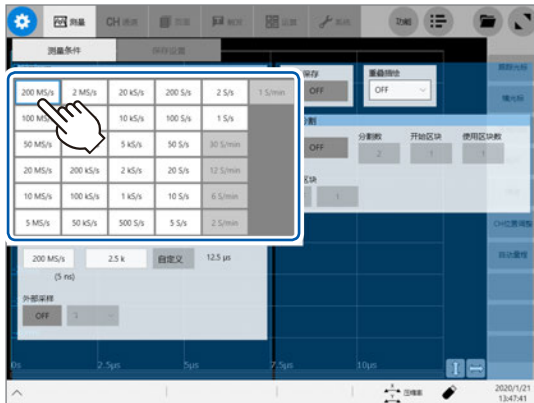 测量
CH
功能
测量条件
保存设置
保存
重叠描绘
OFF
OFF
200 MS/s 2 MS/s 20 kS/s 200 S/s 2 S/s 1 S/min
100 MS/s 10 kS/s 100 S/s 1 S/s
50 MS/s 5 kS/s 50 S/s 30 S/min
20 MS/s 200 kS/s 2 kS/s 20 S/s 12 S/min
10 MS/s 100 kS/s 1 kS/s 10 S/s 6 S/min
5 MS/s 50 kS/s 500 S/s 5 S/s 2 S/min
OFF
分割数 开始区块 使用区块数
2 1 1
区块
1
CH位置调整
自动量程
200 MS/s 2.5 k 自定义 12.5 μs
(5 ns)
外部采样
OFF 1
0s 2.5μs 5μs 7.5μs 10μs
压缩率
2020/1/21
13:47:41